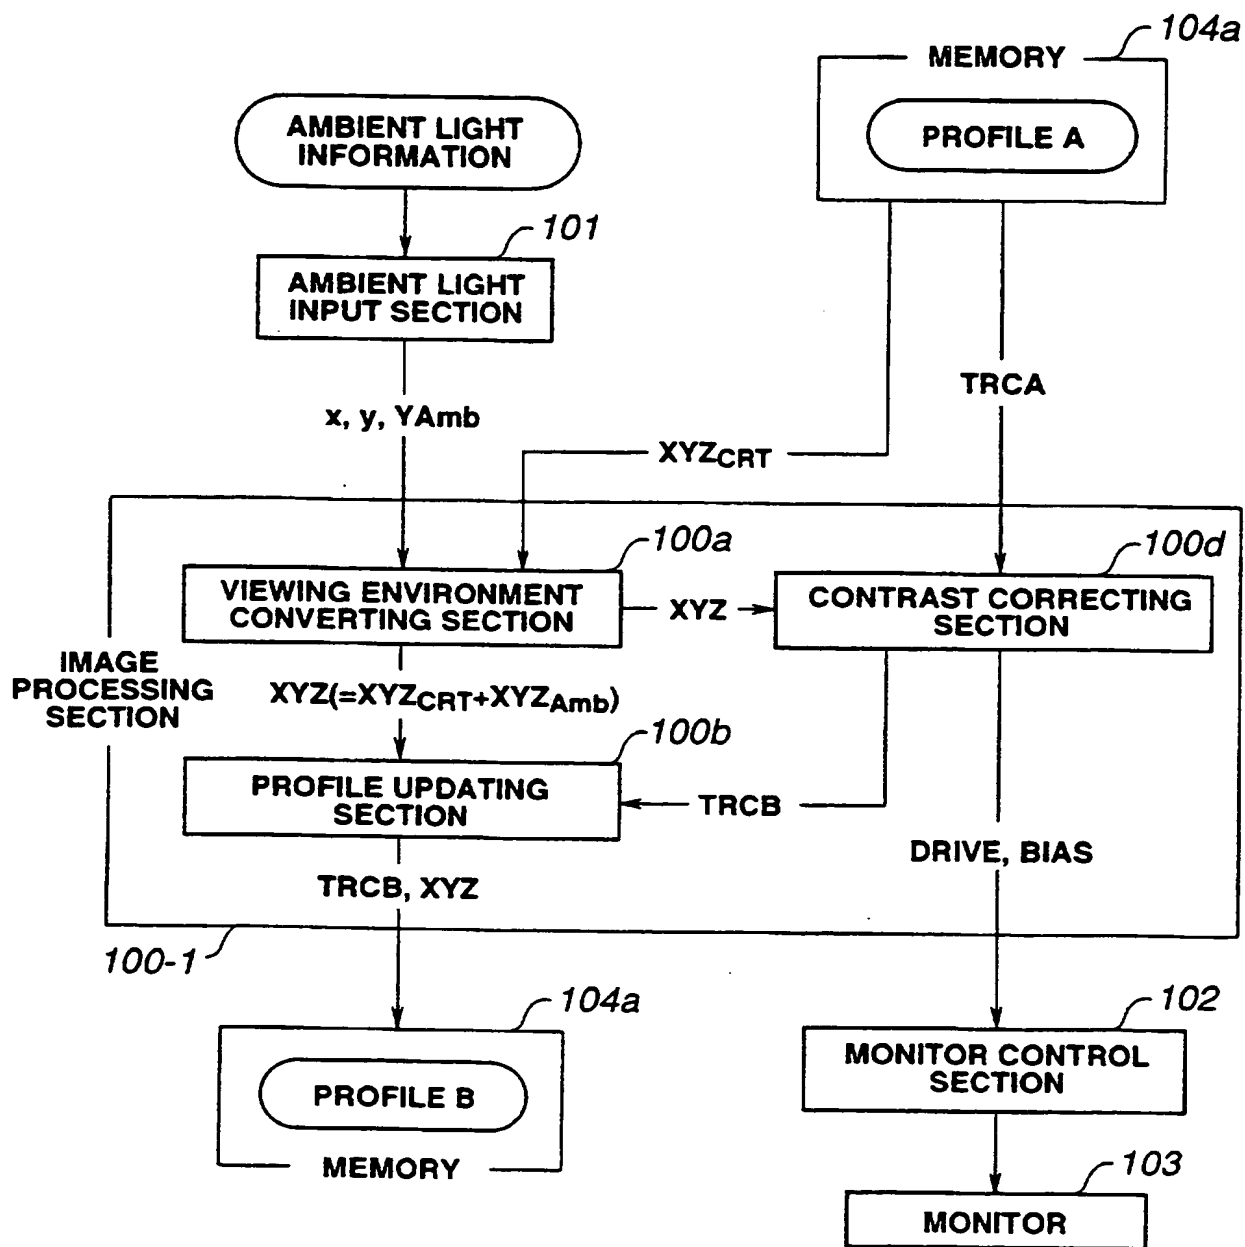 104a
MEMORY
PROFILE A
AMBIENT LIGHT
INFORMATION
101
AMBIENT LIGHT
INPUT SECTION
TRCA
x, y, YAmb
XYZCRT
100a
100d
VIEWING ENVIRONMENT
CONVERTING SECTION
XYZ
CONTRAST CORRECTING
SECTION
IMAGE
PROCESSING
SECTION
XYZ(=XYZCRT+XYZAmb)
100b
PROFILE UPDATING
SECTION
TRCB
DRIVE, BIAS
TRCB, XYZ
100-1
104a
102
PROFILE B
MEMORY
MONITOR CONTROL
SECTION
103
MONITOR